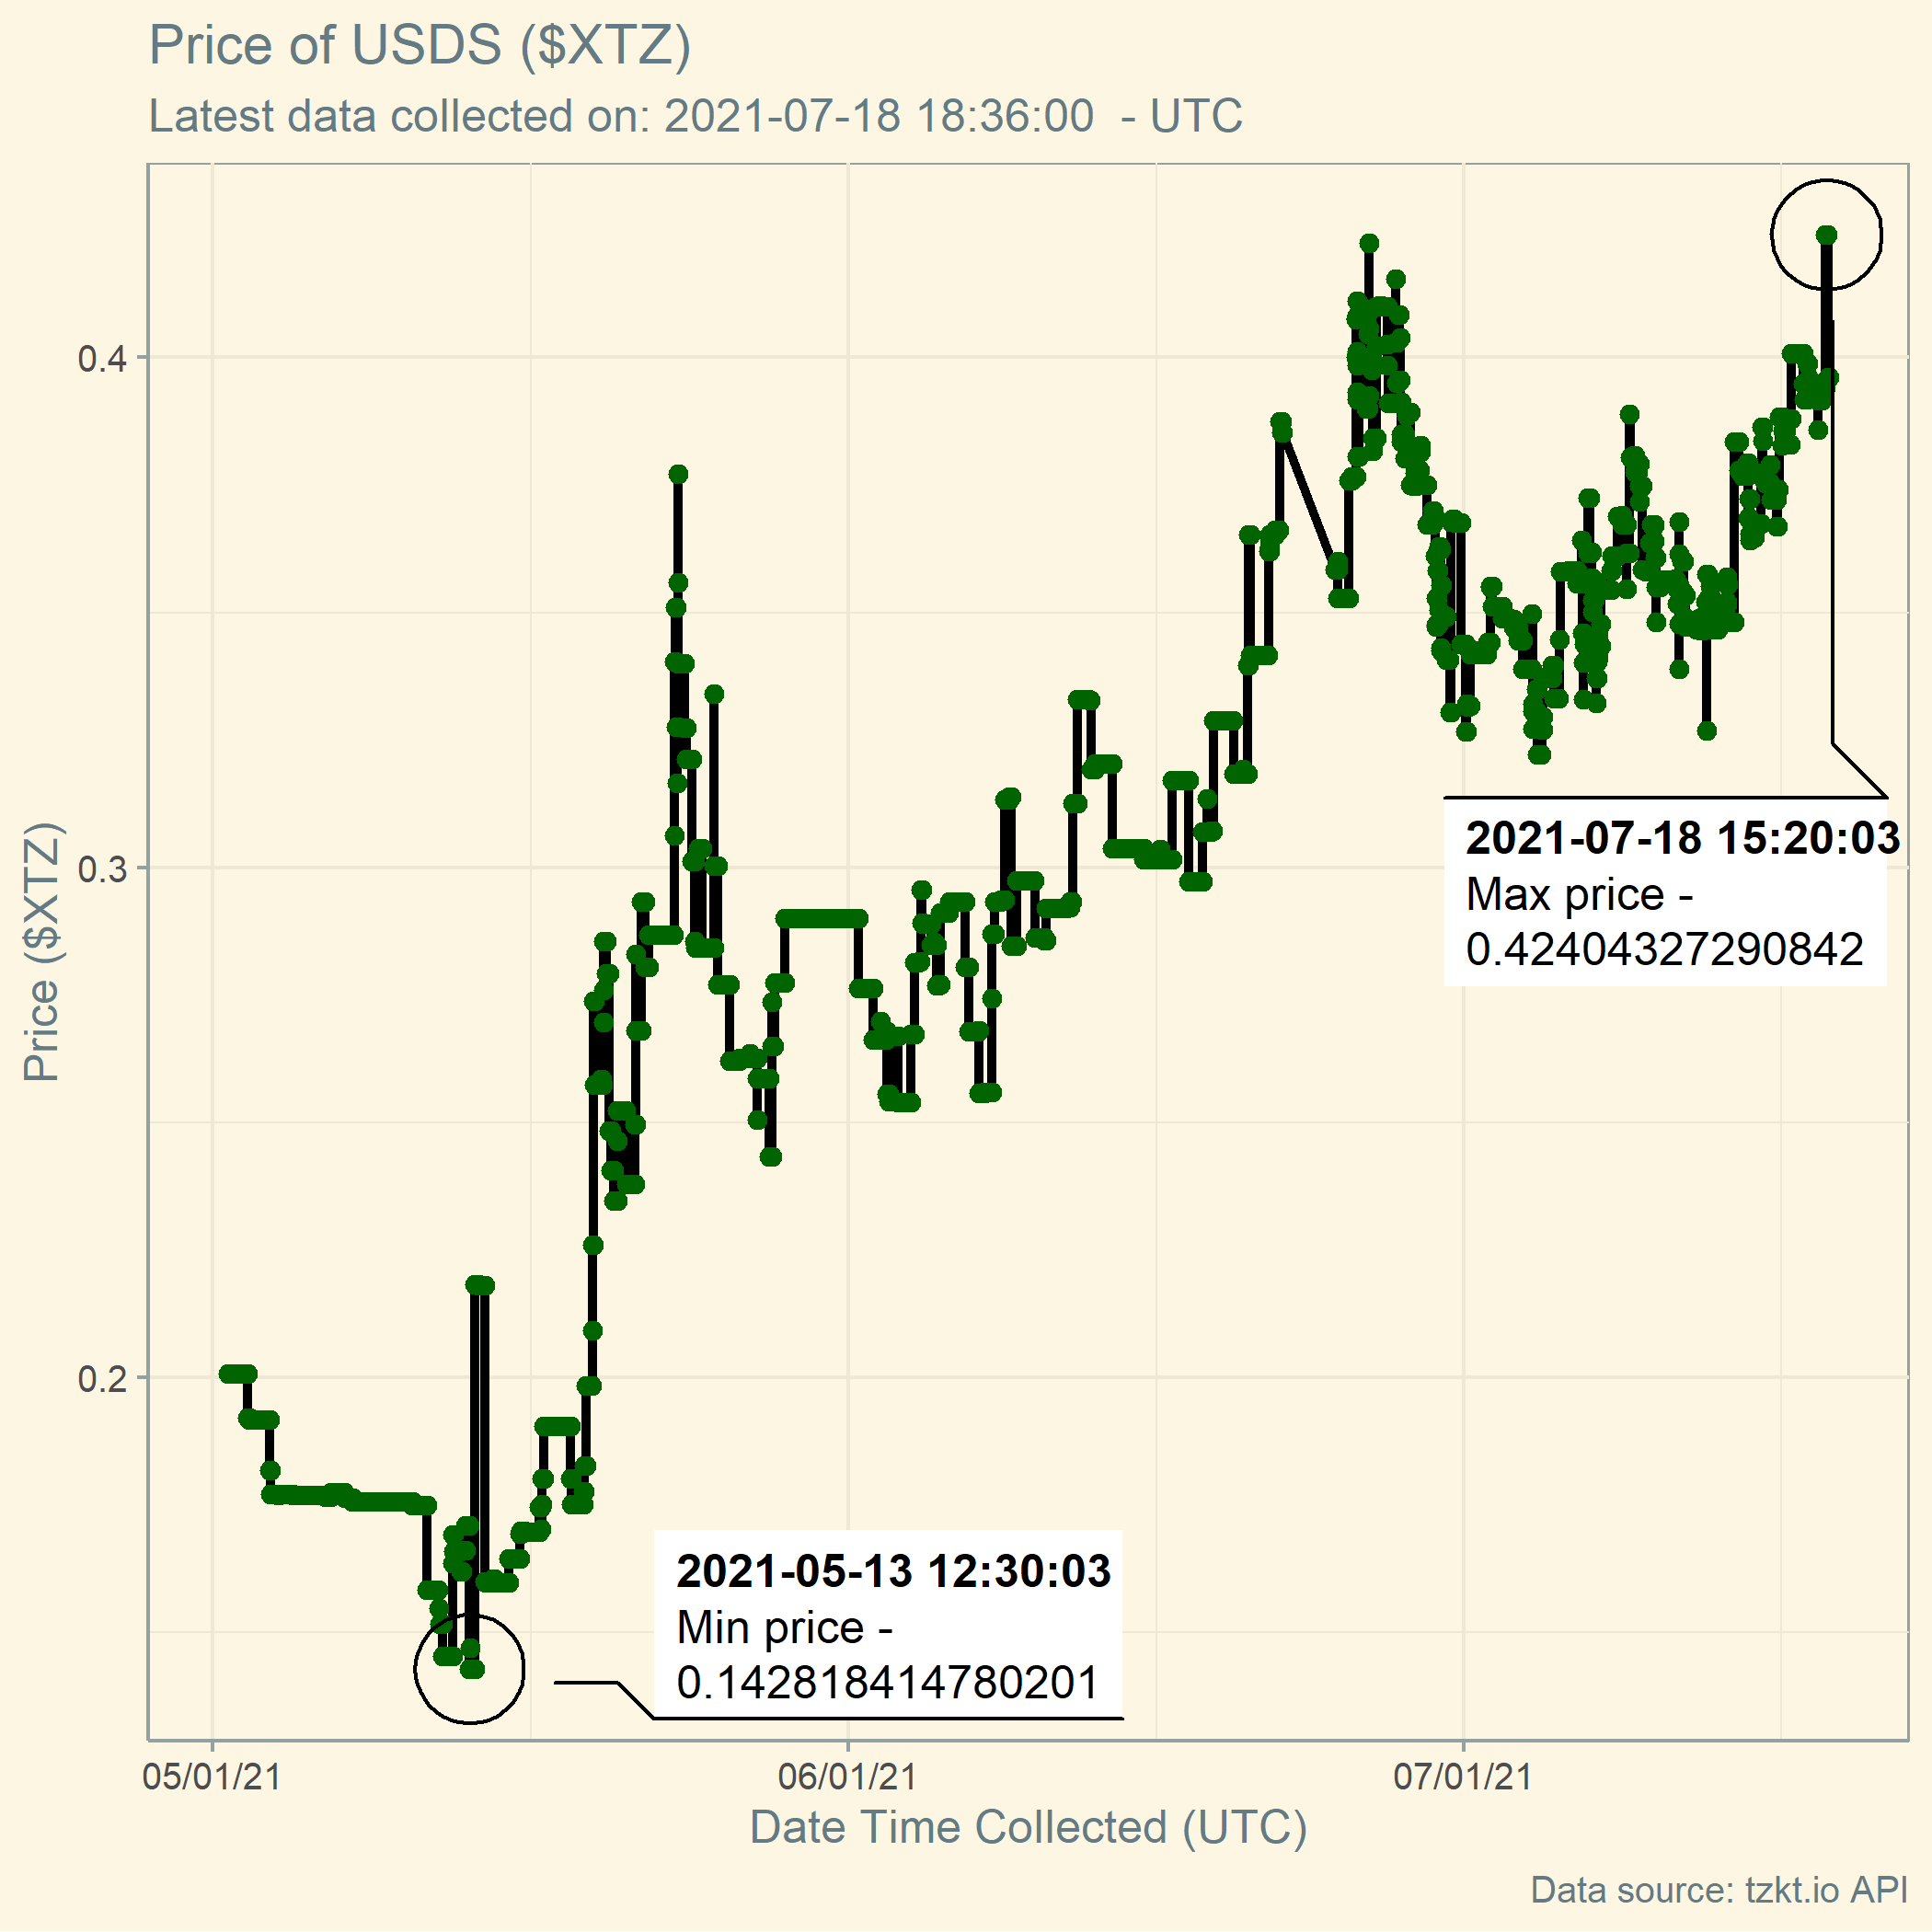 Price of USDS ($XTZ)
Latest data collected on: 2021-07-18 18:36:00  - UTC
0.4
0.3
0.2
Price ($XTZ)
2021-07-18 15:20:03
Max price -
0.42404327290842
2021-05-13 12:30:03
Min price -
0.142818414780201
05/01/21
06/01/21
07/01/21
Date Time Collected (UTC)
Data source: tzkt.io API